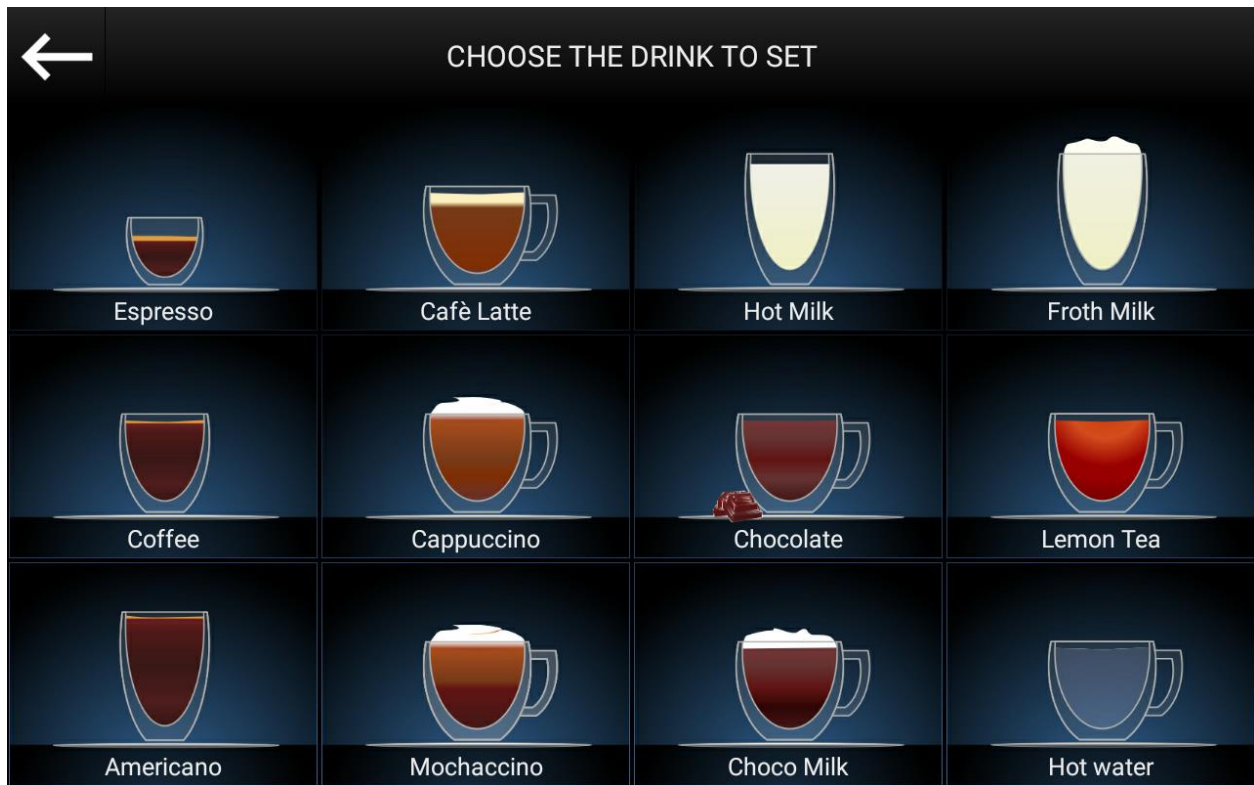 CHOOSE THE DRINK TO SET
Espresso
Cafè Latte
Hot Milk
Froth Milk
Coffee
Cappuccino
Chocolate
Lemon Tea
Americano
Mochaccino
Choco Milk
Hot water